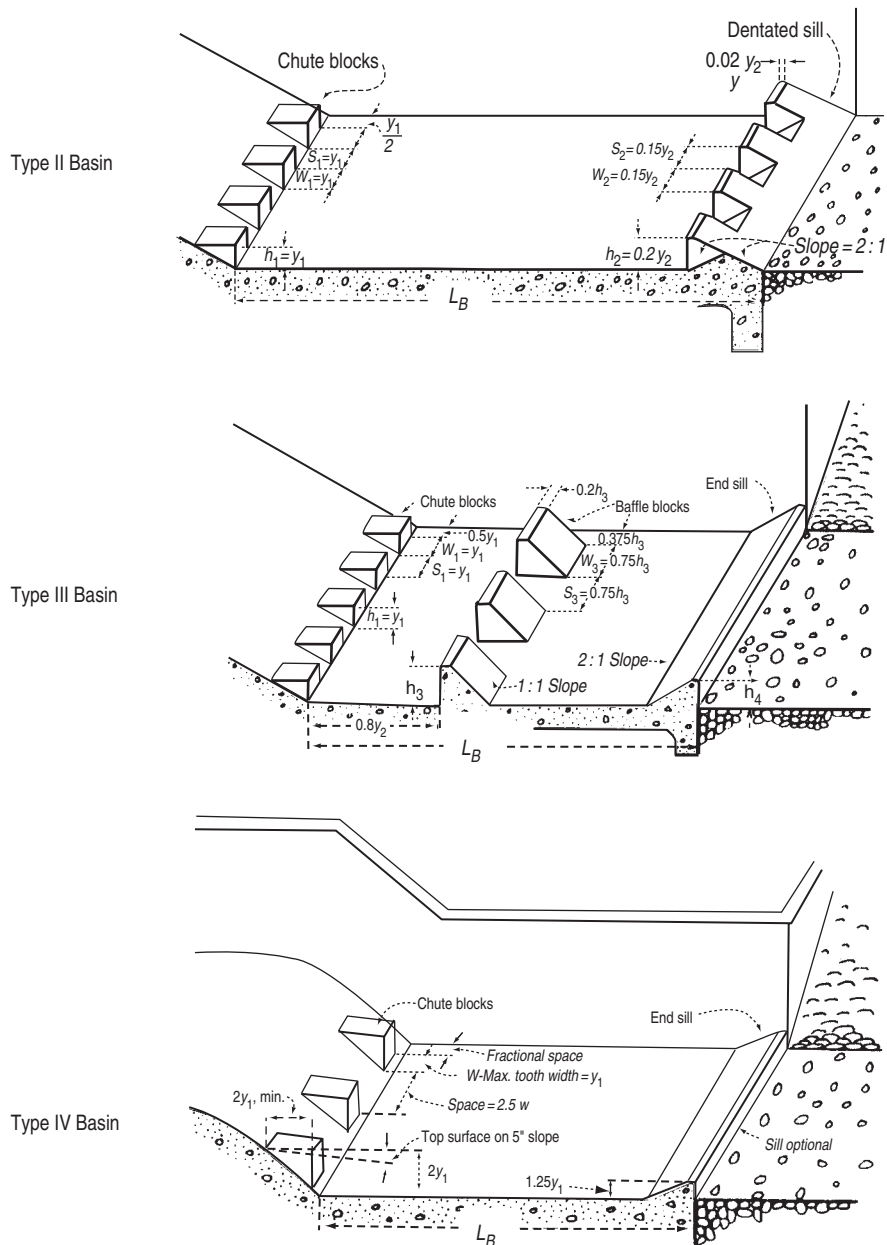 Type II Basin
Chute blocks
Dentated sill
0.02 y₂
y
y₁
2
S₁=y₁
W₁=y₁
S₂=0.15y₂
W₂=0.15y₂
h₁=y₁
h₂=0.2 y₂
Slope=2:1
L_B
Type III Basin
Chute blocks
0.2h₃
Baffle blocks
End sill
0.5y₁
W₁=y₁
S₁=y₁
0.375h₃
W₃=0.75h₃
S₃=0.75h₃
h₁=y₁
2:1 Slope
h₃
1:1 Slope
h₄
0.8y₂
L_B
Type IV Basin
Chute blocks
End sill
Fractional space
W-Max. tooth width=y₁
2y₁, min.
Space=2.5 w
Top surface on 5" slope
Sill optional
2y₁
1.25y₁
L_B